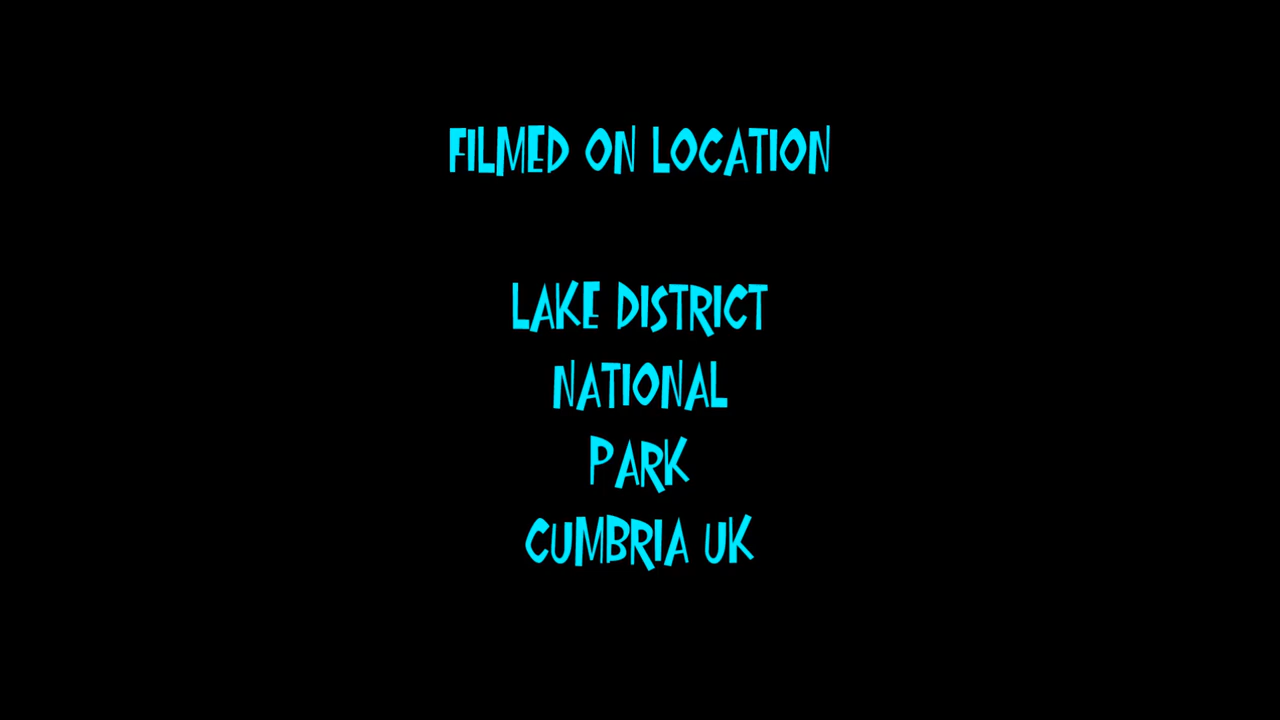 FILMED ON LOCATION
LAKE DISTRICT
NATIONAL
PARK
CUMBRIA UK